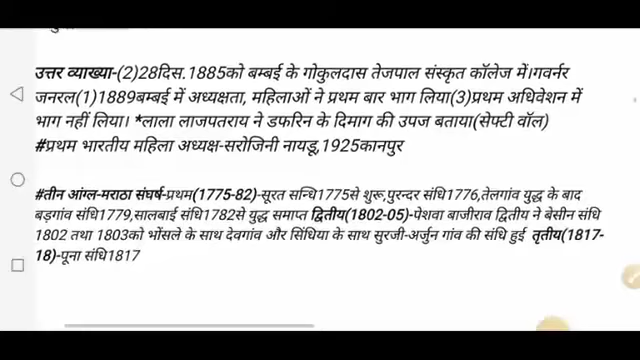 उत्तर व्याख्या-(2)28दिस.1885को बम्बई के गोकुलदास तेजपाल संस्कृत कॉलेज में।गवर्नर
जनरल(1)1889बम्बई में अध्यक्षता, महिलाओं ने प्रथम बार भाग लिया(3)प्रथम अधिवेशन में
भाग नहीं लिया। *लाला लाजपतराय ने डफरिन के दिमाग की उपज बताया(सेफ्टी वॉल)
#प्रथम भारतीय महिला अध्यक्ष-सरोजिनी नायडू,1925कानपुर
#तीन आंग्ल-मराठा संघर्ष-प्रथम(1775-82)-सूरत सन्धि1775से शुरू,पुरन्दर संधि1776,तेलगांव युद्ध के बाद
बड़गांव संधि1779,सालबाई संधि1782से युद्ध समाप्त द्वितीय(1802-05)-पेशवा बाजीराव द्वितीय ने बेसीन संधि
1802 तथा 1803को भोंसले के साथ देवगांव और सिंधिया के साथ सुरजी-अर्जुन गांव की संधि हुई तृतीय(1817-
18)-पूना संधि1817